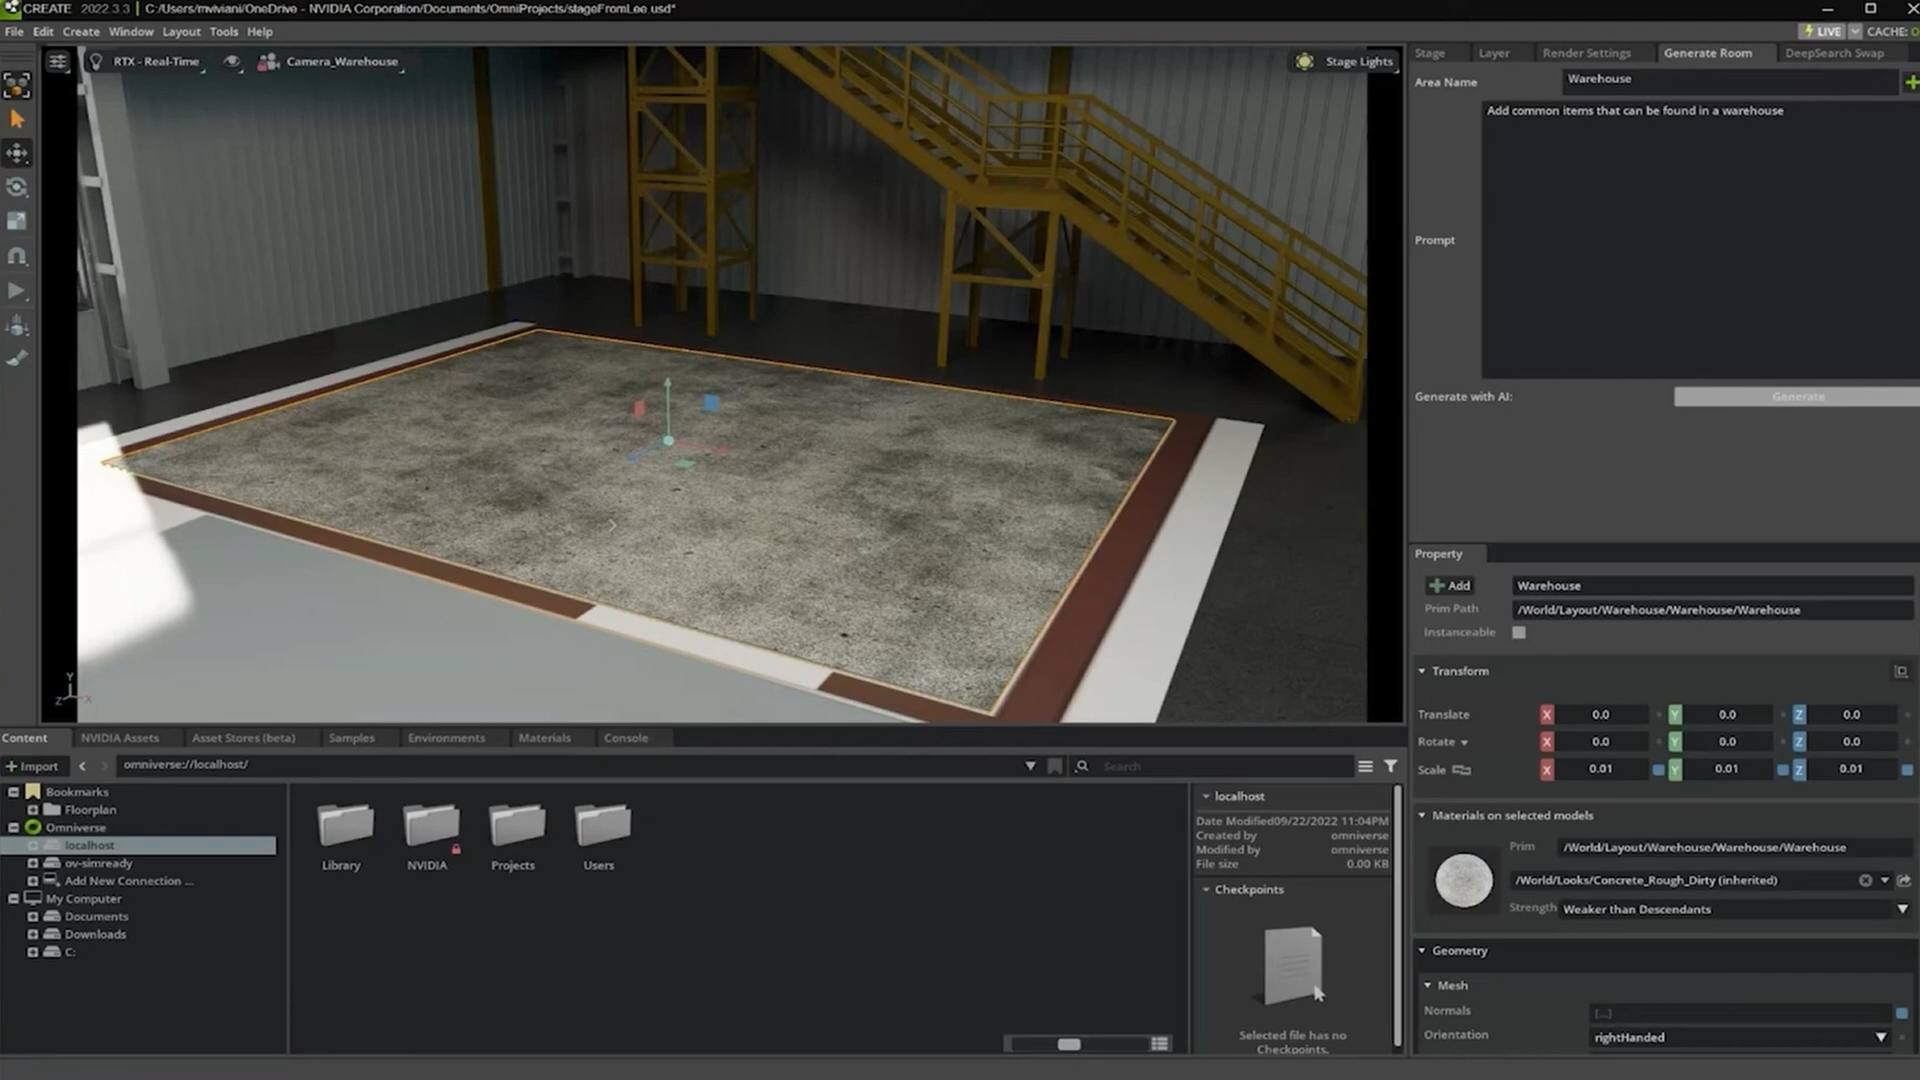 CREATE 2022.3.3 | C:/Users/mviviani/OneDrive - NVIDIA Corporation/Documents/OmniProjects/stageFromLee.usd*
File Edit Create Window Layout Tools Help
LIVE CACHE:
RTX - Real-Time Camera_Warehouse Stage Lights
Stage Layer Render Settings Generate Room DeepSearch Swap
Area Name Warehouse
Add common items that can be found in a warehouse
Prompt
Generate with AI: Generate
Property
Add Warehouse
Prim Path /World/Layout/Warehouse/Warehouse/Warehouse
Instanceable
Transform
Translate X 0.0 Y 0.0 Z 0.0
Rotate X 0.0 Y 0.0 Z 0.0
Scale X 0.01 Y 0.01 Z 0.01
Materials on selected models
Prim /World/Layout/Warehouse/Warehouse/Warehouse
/World/Looks/Concrete_Rough_Dirty (inherited)
Strength Weaker than Descendants
Geometry
Mesh
Normals [...]
Orientation rightHanded
Y
Z X
Content NVIDIA Assets Asset Stores (beta) Samples Environments Materials Console
Import omniverse://localhost/ Search
Bookmarks
Floorplan
Omniverse
localhost
ov-simready
Add New Connection ...
My Computer
Documents
Downloads
C:
Library NVIDIA Projects Users
localhost
Date Modified 09/22/2022 11:04PM
Created by omniverse
Modified by omniverse
File size 0.00 KB
Checkpoints
Selected file has no
Checkpoints.